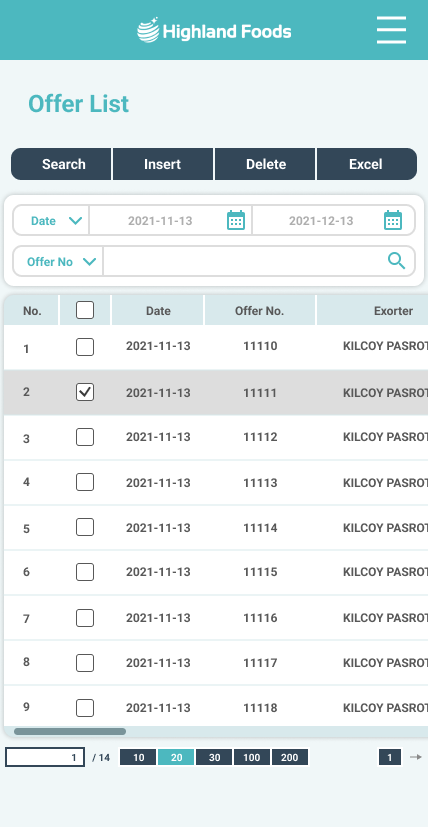 Highland Foods
Offer List
Search Insert Delete Excel
Date 2021-11-13 2021-12-13
Offer No
No. Date Offer No. Exorter
1 2021-11-13 11110 KILCOY PASROT
2 2021-11-13 11111 KILCOY PASROT
3 2021-11-13 11112 KILCOY PASROT
4 2021-11-13 11113 KILCOY PASROT
5 2021-11-13 11114 KILCOY PASROT
6 2021-11-13 11115 KILCOY PASROT
7 2021-11-13 11116 KILCOY PASROT
8 2021-11-13 11117 KILCOY PASROT
9 2021-11-13 11118 KILCOY PASROT
1 / 14 10 20 30 100 200 1